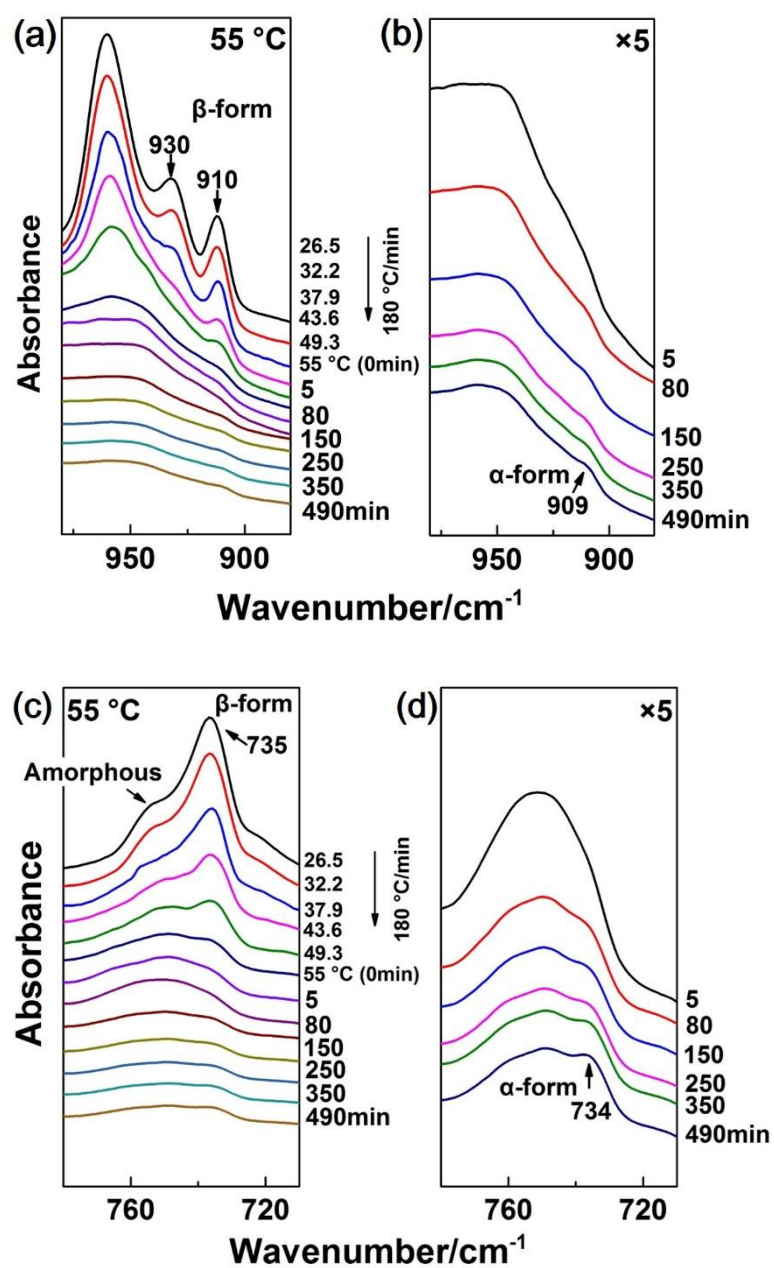 (a) 55 °C
β-form
930
910
26.5
32.2
37.9
43.6
49.3
55 °C (0min)
5
80
150
250
350
490min
180 °C/min
Absorbance
950 900
(b) ×5
5
80
150
250
350
490min
α-form
909
950 900
Wavenumber/cm-1
(c) 55 °C
β-form
735
Amorphous
26.5
32.2
37.9
43.6
49.3
55 °C (0min)
5
80
150
250
350
490min
180 °C/min
Absorbance
760 720
(d) ×5
5
80
150
250
350
490min
α-form
734
760 720
Wavenumber/cm-1